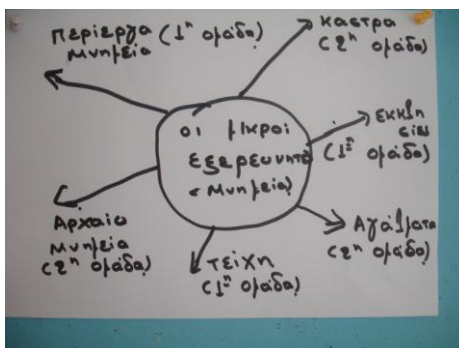 περίεργα (1η ομάδα)
μνημεία
κάστρα
(2η ομάδα)
οι μικροί
εξερευνητέ
(μνημεία)
εκκλη
σίες
(1η ομάδα)
Αρχαία
μνημεία
(2η ομάδα)
τείχη
(1η ομάδα)
Αγάλματα
(2η ομάδα)